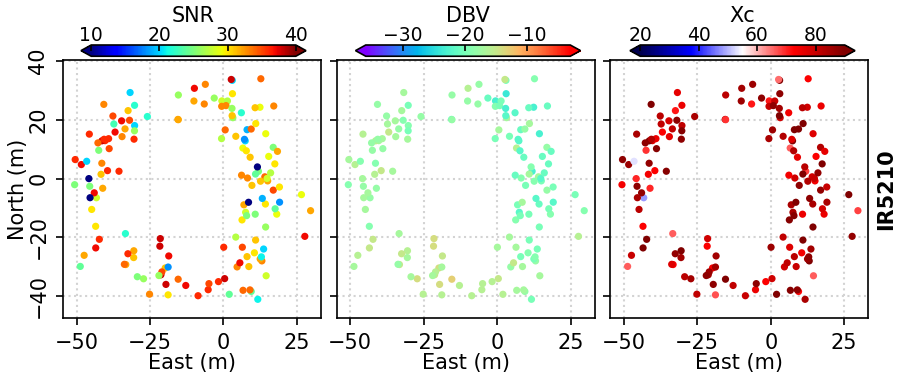 SNR DBV Xc
10 20 30 40 −30 −20 −10 20 40 60 80
40
20
0
−20
−40
North (m)
−50 −25 0 25 −50 −25 0 25 −50 −25 0 25
East (m) East (m) East (m)
IR5210